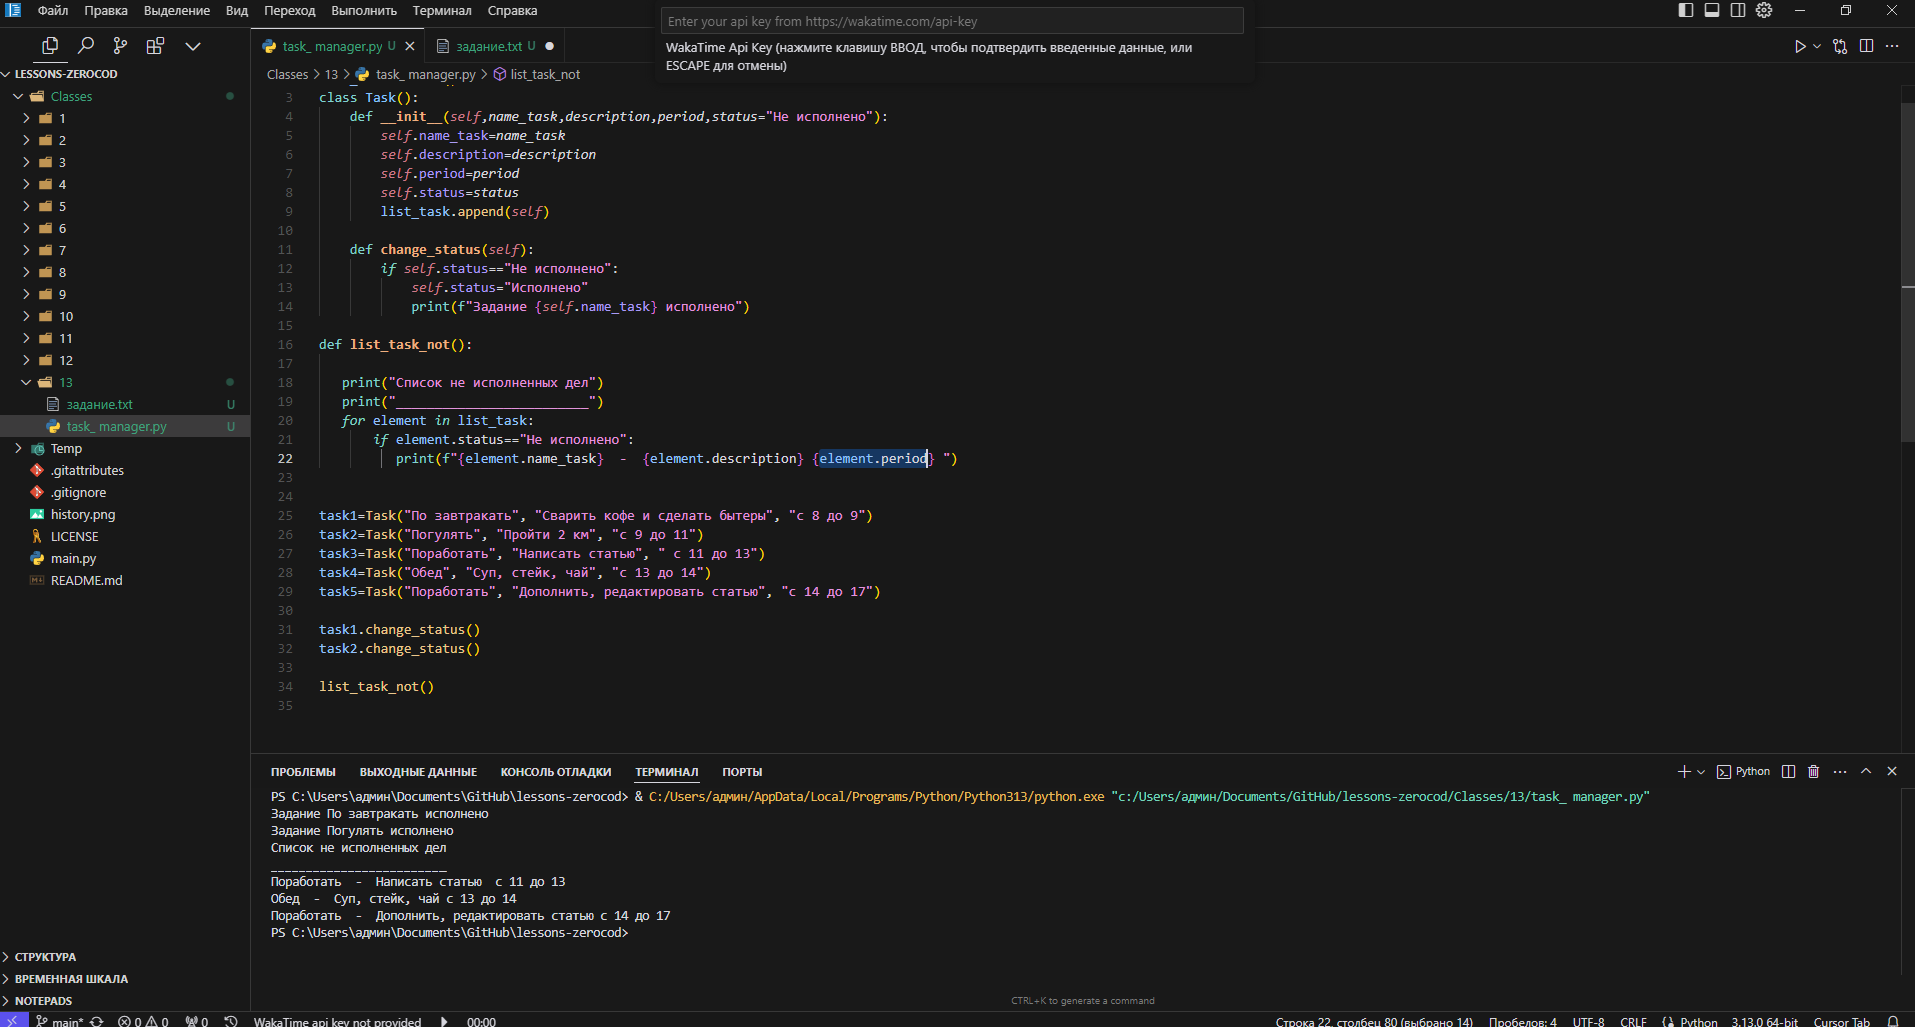 Файл Правка Выделение Вид Переход Выполнить Терминал Справка
Enter your api key from https://wakatime.com/api-key
WakaTime Api Key (нажмите клавишу ВВОД, чтобы подтвердить введенные данные, или
ESCAPE для отмены)
LESSONS-ZEROCOD
Classes
1
2
3
4
5
6
7
8
9
10
11
12
13
задание.txt U
task_ manager.py U
Temp
.gitattributes
.gitignore
history.png
LICENSE
main.py
README.md
СТРУКТУРА
ВРЕМЕННАЯ ШКАЛА
NOTEPADS
task_ manager.py U задание.txt U
Classes > 13 > task_ manager.py > list_task_not
3 class Task():
4 def __init__(self,name_task,description,period,status="Не исполнено"):
5 self.name_task=name_task
6 self.description=description
7 self.period=period
8 self.status=status
9 list_task.append(self)
10
11 def change_status(self):
12 if self.status=="Не исполнено":
13 self.status="Исполнено"
14 print(f"Задание {self.name_task} исполнено")
15
16 def list_task_not():
17
18 print("Список не исполненных дел")
19 print("_________________________")
20 for element in list_task:
21 if element.status=="Не исполнено":
22 print(f"{element.name_task}  -  {element.description} {element.period} ")
23
24
25 task1=Task("По завтракать", "Сварить кофе и сделать бытеры", "с 8 до 9")
26 task2=Task("Погулять", "Пройти 2 км", "с 9 до 11")
27 task3=Task("Поработать", "Написать статью", " с 11 до 13")
28 task4=Task("Обед", "Суп, стейк, чай", "с 13 до 14")
29 task5=Task("Поработать", "Дополнить, редактировать статью", "с 14 до 17")
30
31 task1.change_status()
32 task2.change_status()
33
34 list_task_not()
35
ПРОБЛЕМЫ ВЫХОДНЫЕ ДАННЫЕ КОНСОЛЬ ОТЛАДКИ ТЕРМИНАЛ ПОРТЫ Python
PS C:\Users\админ\Documents\GitHub\lessons-zerocod> & C:/Users/админ/AppData/Local/Programs/Python/Python313/python.exe "c:/Users/админ/Documents/GitHub/lessons-zerocod/Classes/13/task_ manager.py"
Задание По завтракать исполнено
Задание Погулять исполнено
Список не исполненных дел
_________________________
Поработать  -  Написать статью  с 11 до 13
Обед  -  Суп, стейк, чай с 13 до 14
Поработать  -  Дополнить, редактировать статью с 14 до 17
PS C:\Users\админ\Documents\GitHub\lessons-zerocod>
CTRL+K to generate a command
main* 0 0 0 WakaTime api key not provided 00:00 Строка 22, столбец 80 (выбрано 14) Пробелов: 4 UTF-8 CRLF Python 3.13.0 64-bit Cursor Tab